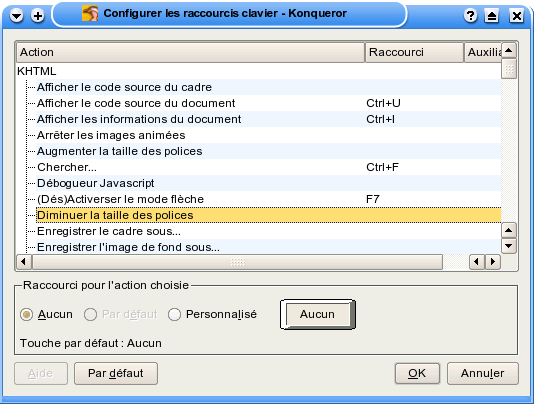 Configurer les raccourcis clavier - Konqueror
Action Raccourci Auxilia
KHTML
Afficher le code source du cadre
Afficher le code source du document Ctrl+U
Afficher les informations du document Ctrl+I
Arrêter les images animées
Augmenter la taille des polices
Chercher... Ctrl+F
Débogueur Javascript
(Dés)Activerser le mode flèche F7
Diminuer la taille des polices
Enregistrer le cadre sous...
Enregistrer l'image de fond sous...
Raccourci pour l'action choisie
Aucun Par défaut Personnalisé Aucun
Touche par défaut : Aucun
Aide Par défaut OK Annuler